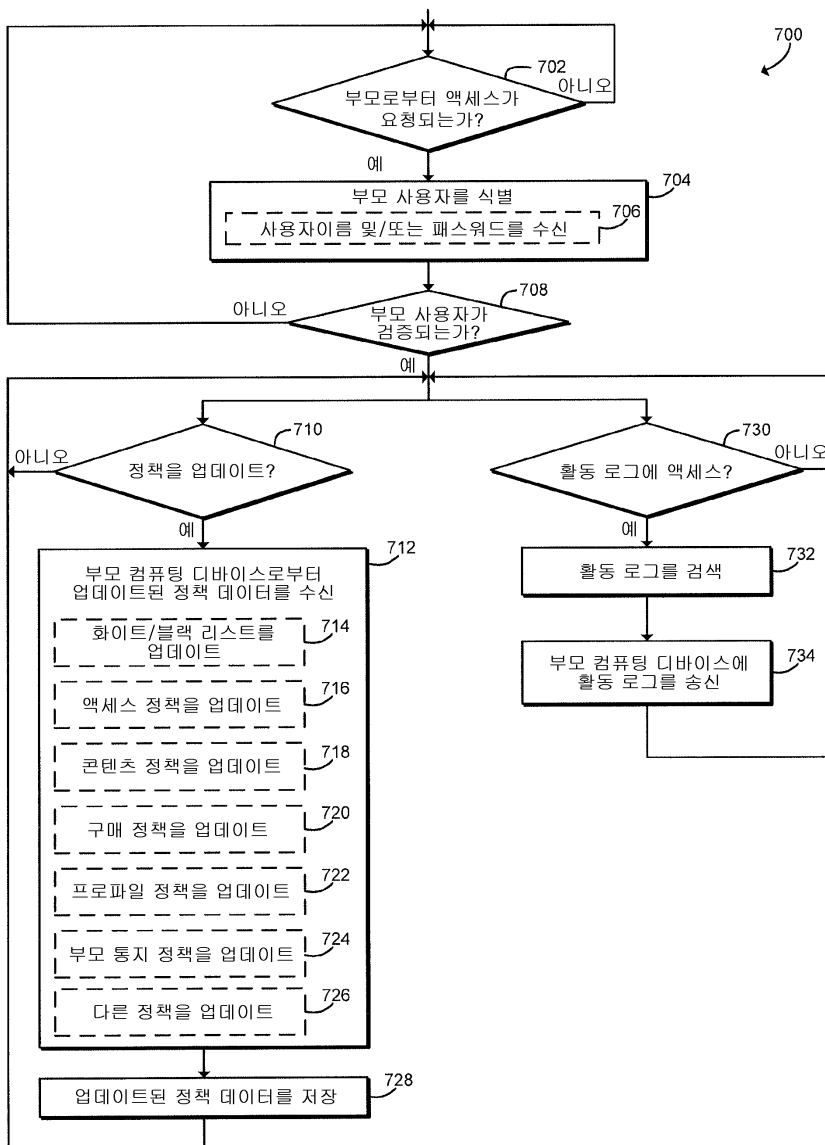 700
702
부모로부터 액세스가
요청되는가?
아니오
예
704
부모 사용자를 식별
706
사용자이름 및/또는 패스워드를 수신
708
아니오
부모 사용자가
검증되는가?
예
710
아니오
정책을 업데이트?
예
712
부모 컴퓨팅 디바이스로부터
업데이트된 정책 데이터를 수신
714
화이트/블랙 리스트를
업데이트
716
액세스 정책을 업데이트
718
콘텐츠 정책을 업데이트
720
구매 정책을 업데이트
722
프로파일 정책을 업데이트
724
부모 통지 정책을 업데이트
726
다른 정책을 업데이트
728
업데이트된 정책 데이터를 저장
730
활동 로그에 액세스?
아니오
예
732
활동 로그를 검색
734
부모 컴퓨팅 디바이스에
활동 로그를 송신